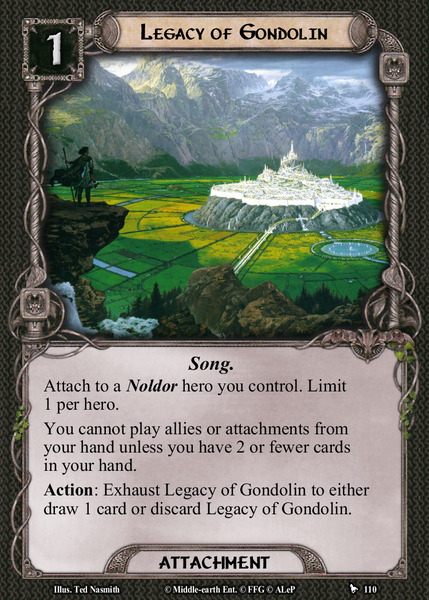 Legacy of Gondolin
1
Song.
Attach to a Noldor hero you control. Limit
1 per hero.
You cannot play allies or attachments from
your hand unless you have 2 or fewer cards
in your hand.
Action: Exhaust Legacy of Gondolin to either
draw 1 card or discard Legacy of Gondolin.
ATTACHMENT
Illus. Ted Nasmith © Middle-earth Ent. © FFG © ALeP 110